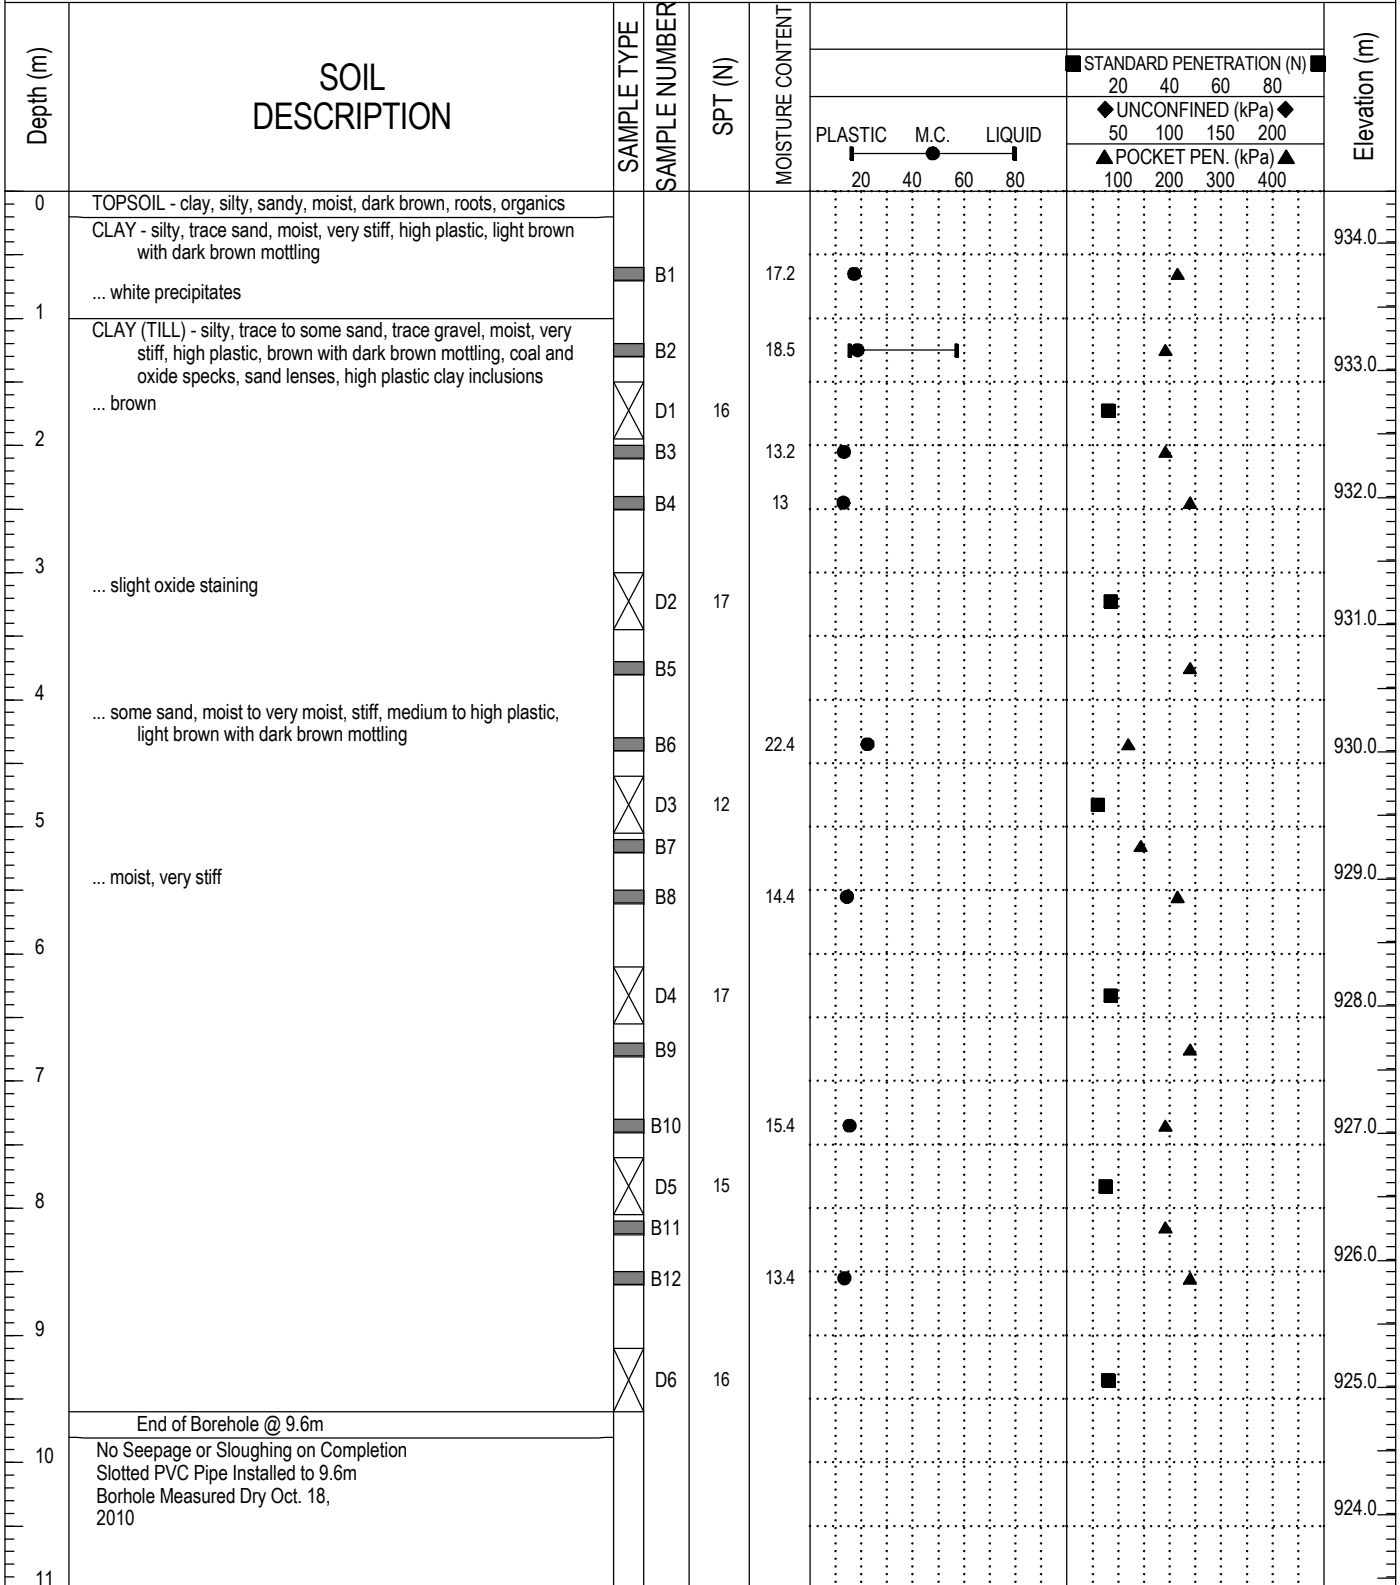 Depth (m)
SOIL
DESCRIPTION
SAMPLE TYPE
SAMPLE NUMBER
SPT (N)
MOISTURE CONTENT
PLASTIC M.C. LIQUID
20 40 60 80
STANDARD PENETRATION (N)
20 40 60 80
UNCONFINED (kPa)
50 100 150 200
POCKET PEN. (kPa)
100 200 300 400
Elevation (m)
0
TOPSOIL - clay, silty, sandy, moist, dark brown, roots, organics
CLAY - silty, trace sand, moist, very stiff, high plastic, light brown
with dark brown mottling
934.0
B1 17.2
... white precipitates
1
CLAY (TILL) - silty, trace to some sand, trace gravel, moist, very
stiff, high plastic, brown with dark brown mottling, coal and
oxide specks, sand lenses, high plastic clay inclusions
B2 18.5
933.0
... brown
D1 16
2
B3 13.2
B4 13
932.0
3
... slight oxide staining
D2 17
931.0
B5
4
... some sand, moist to very moist, stiff, medium to high plastic,
light brown with dark brown mottling
B6 22.4
930.0
D3 12
5
B7
... moist, very stiff
929.0
B8 14.4
6
D4 17
928.0
B9
7
B10 15.4
927.0
D5 15
8
B11
926.0
B12 13.4
9
D6 16
925.0
End of Borehole @ 9.6m
10
No Seepage or Sloughing on Completion
Slotted PVC Pipe Installed to 9.6m
Borhole Measured Dry Oct. 18,
2010
924.0
11